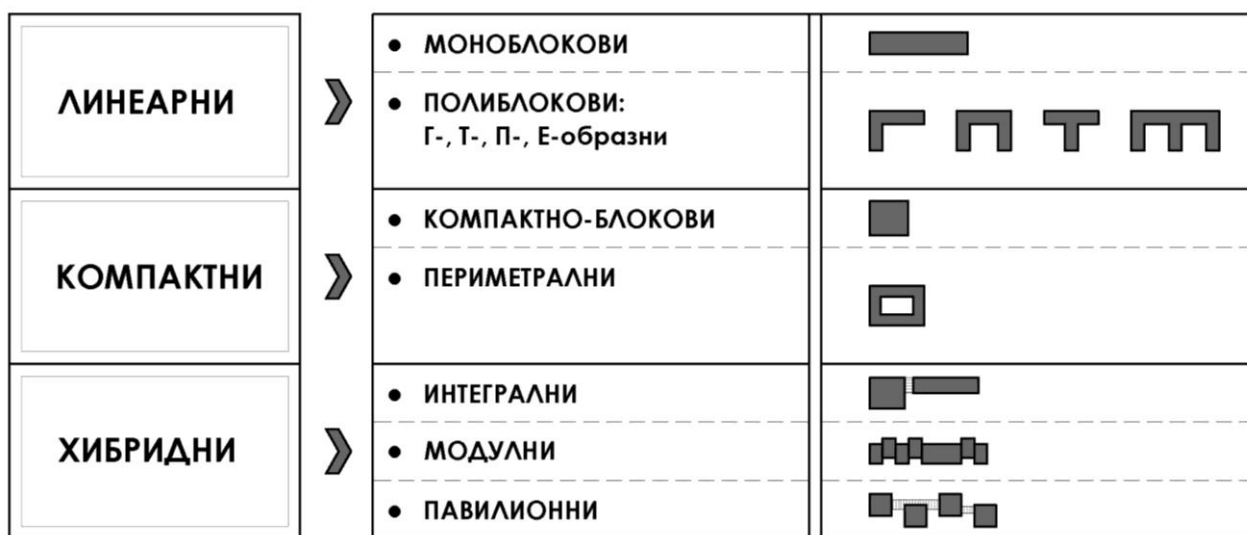 ЛИНЕАРНИ
• МОНОБЛОКОВИ
• ПОЛИБЛОКОВИ:
Г-, Т-, П-, Е-образни
КОМПАКТНИ
• КОМПАКТНО-БЛОКОВИ
• ПЕРИМЕТРАЛНИ
ХИБРИДНИ
• ИНТЕГРАЛНИ
• МОДУЛНИ
• ПАВИЛИОННИ